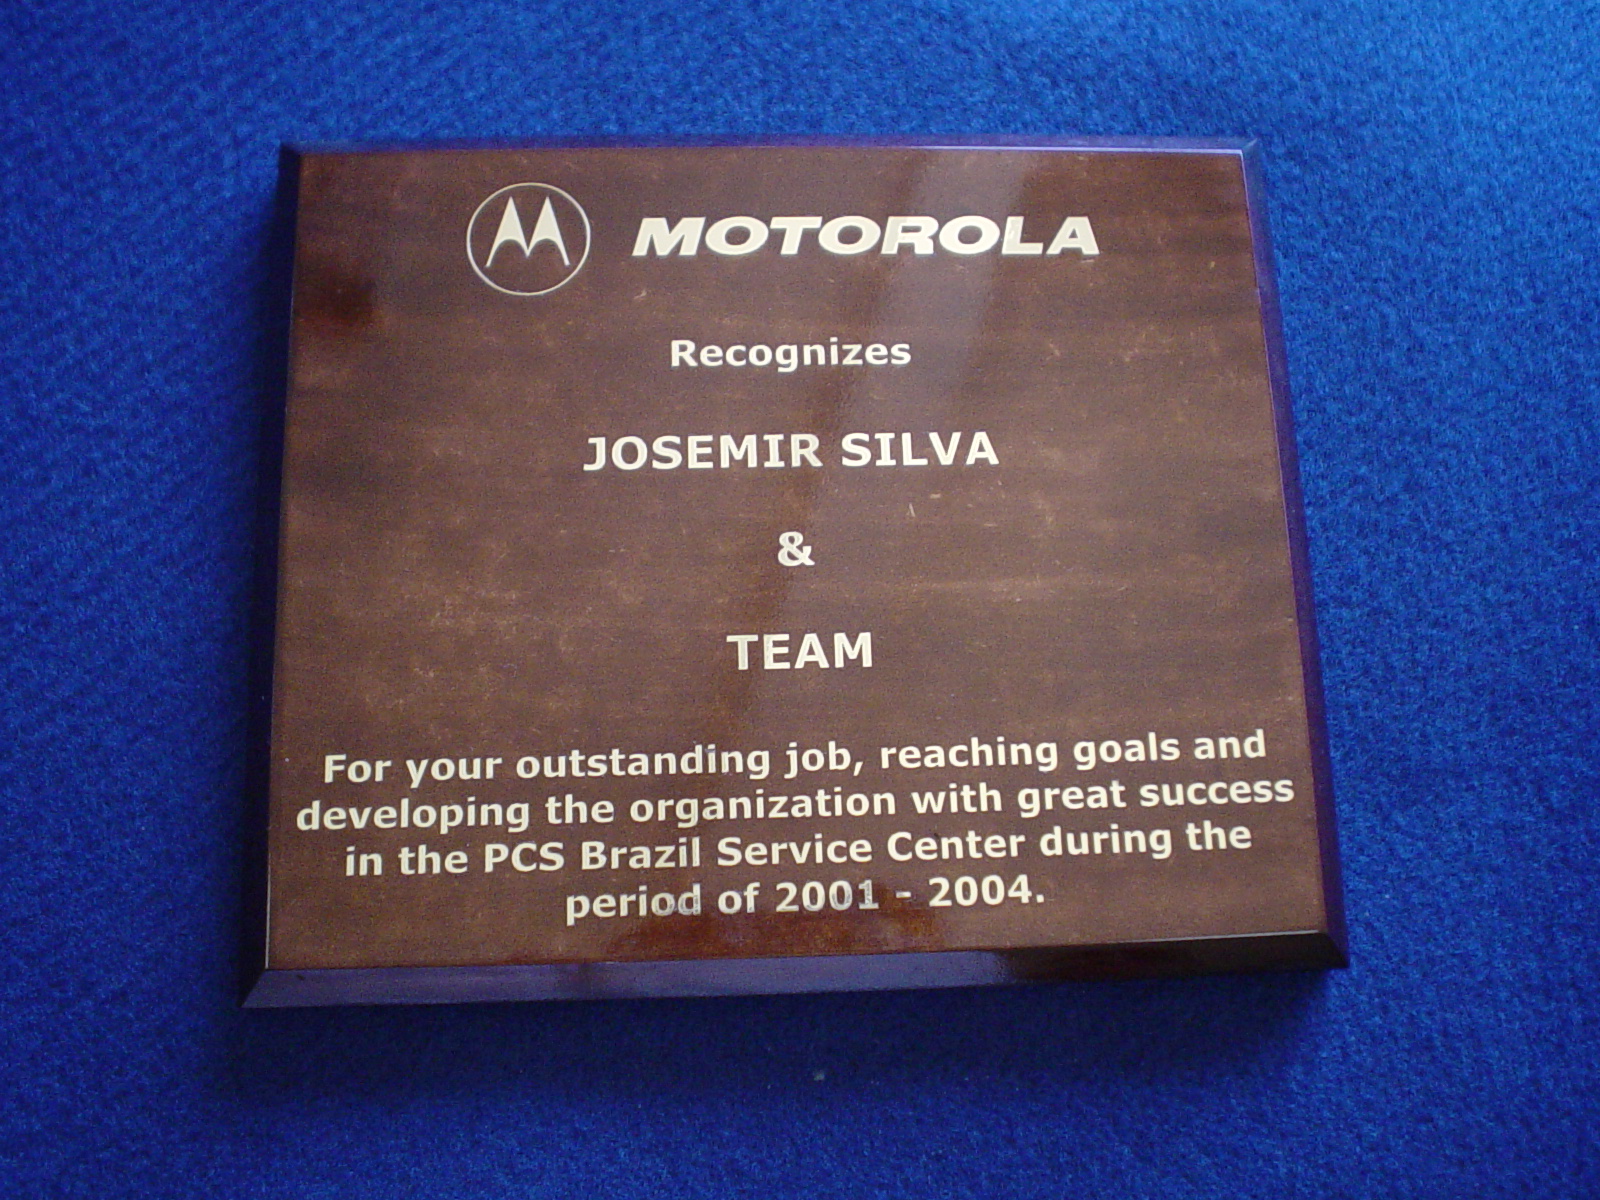 MOTOROLA
Recognizes
JOSEMIR SILVA
&
TEAM
For your outstanding job, reaching goals and
developing the organization with great success
in the PCS Brazil Service Center during the
period of 2001 - 2004.